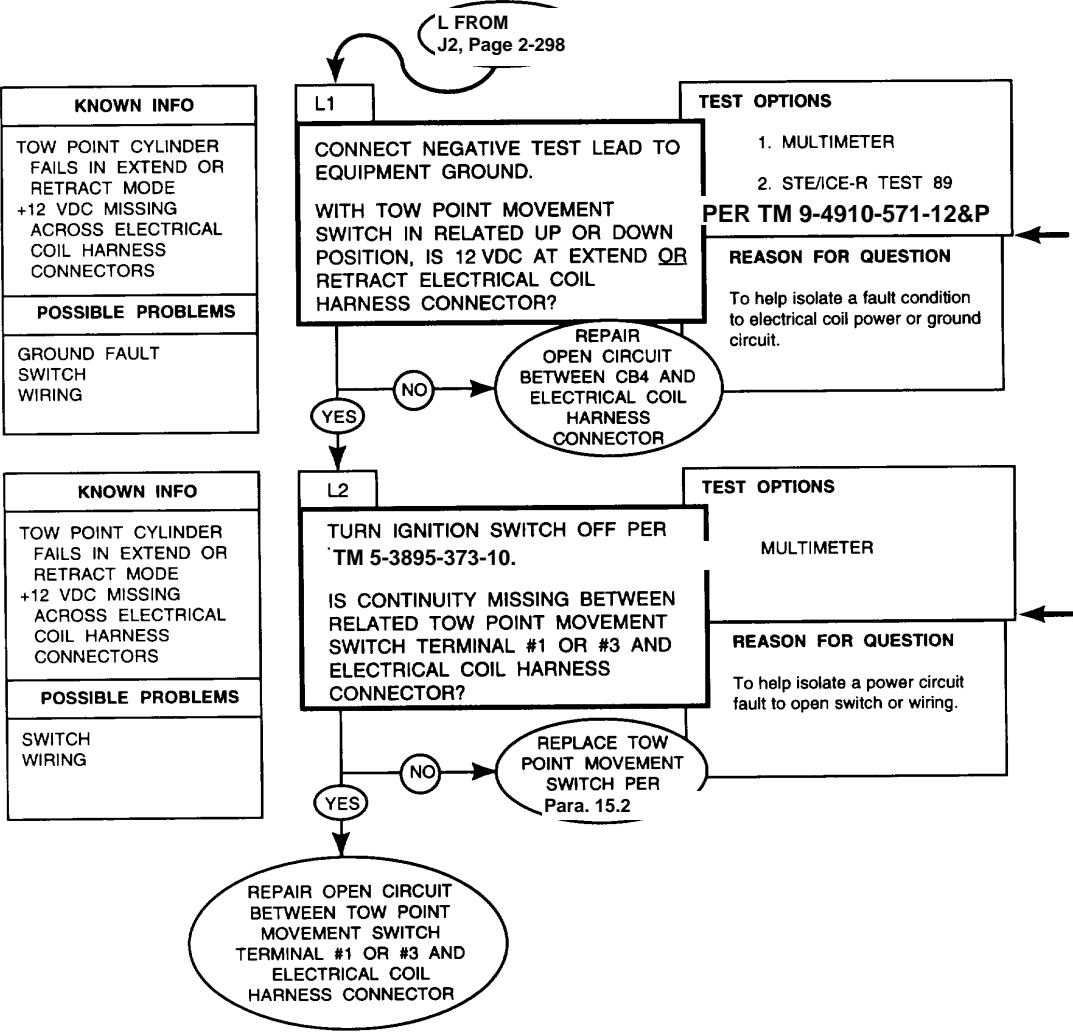 L FROM
J2, Page 2-298
KNOWN INFO
TOW POINT CYLINDER
FAILS IN EXTEND OR
RETRACT MODE
+12 VDC MISSING
ACROSS ELECTRICAL
COIL HARNESS
CONNECTORS
POSSIBLE PROBLEMS
GROUND FAULT
SWITCH
WIRING
L1
CONNECT NEGATIVE TEST LEAD TO
EQUIPMENT GROUND.
WITH TOW POINT MOVEMENT
SWITCH IN RELATED UP OR DOWN
POSITION, IS 12 VDC AT EXTEND OR
RETRACT ELECTRICAL COIL
HARNESS CONNECTOR?
TEST OPTIONS
1. MULTIMETER
2. STE/ICE-R TEST 89
PER TM 9-4910-571-12&P
REASON FOR QUESTION
To help isolate a fault condition
to electrical coil power or ground
circuit.
NO
REPAIR
OPEN CIRCUIT
BETWEEN CB4 AND
ELECTRICAL COIL
HARNESS
CONNECTOR
YES
KNOWN INFO
TOW POINT CYLINDER
FAILS IN EXTEND OR
RETRACT MODE
+12 VDC MISSING
ACROSS ELECTRICAL
COIL HARNESS
CONNECTORS
POSSIBLE PROBLEMS
SWITCH
WIRING
L2
TURN IGNITION SWITCH OFF PER
TM 5-3895-373-10.
IS CONTINUITY MISSING BETWEEN
RELATED TOW POINT MOVEMENT
SWITCH TERMINAL #1 OR #3 AND
ELECTRICAL COIL HARNESS
CONNECTOR?
TEST OPTIONS
MULTIMETER
REASON FOR QUESTION
To help isolate a power circuit
fault to open switch or wiring.
NO
REPLACE TOW
POINT MOVEMENT
SWITCH PER
Para. 15.2
YES
REPAIR OPEN CIRCUIT
BETWEEN TOW POINT
MOVEMENT SWITCH
TERMINAL #1 OR #3 AND
ELECTRICAL COIL
HARNESS CONNECTOR